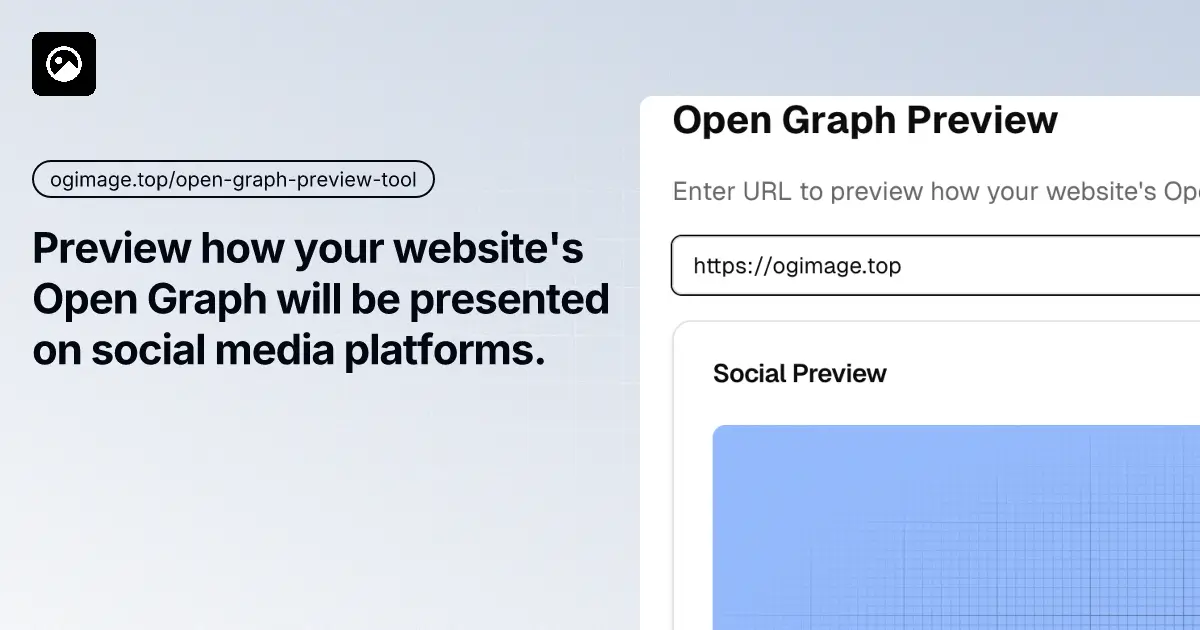 ogimage.top/open-graph-preview-tool
Preview how your website's
Open Graph will be presented
on social media platforms.
Open Graph Preview
Enter URL to preview how your website's Op
https://ogimage.top
Social Preview